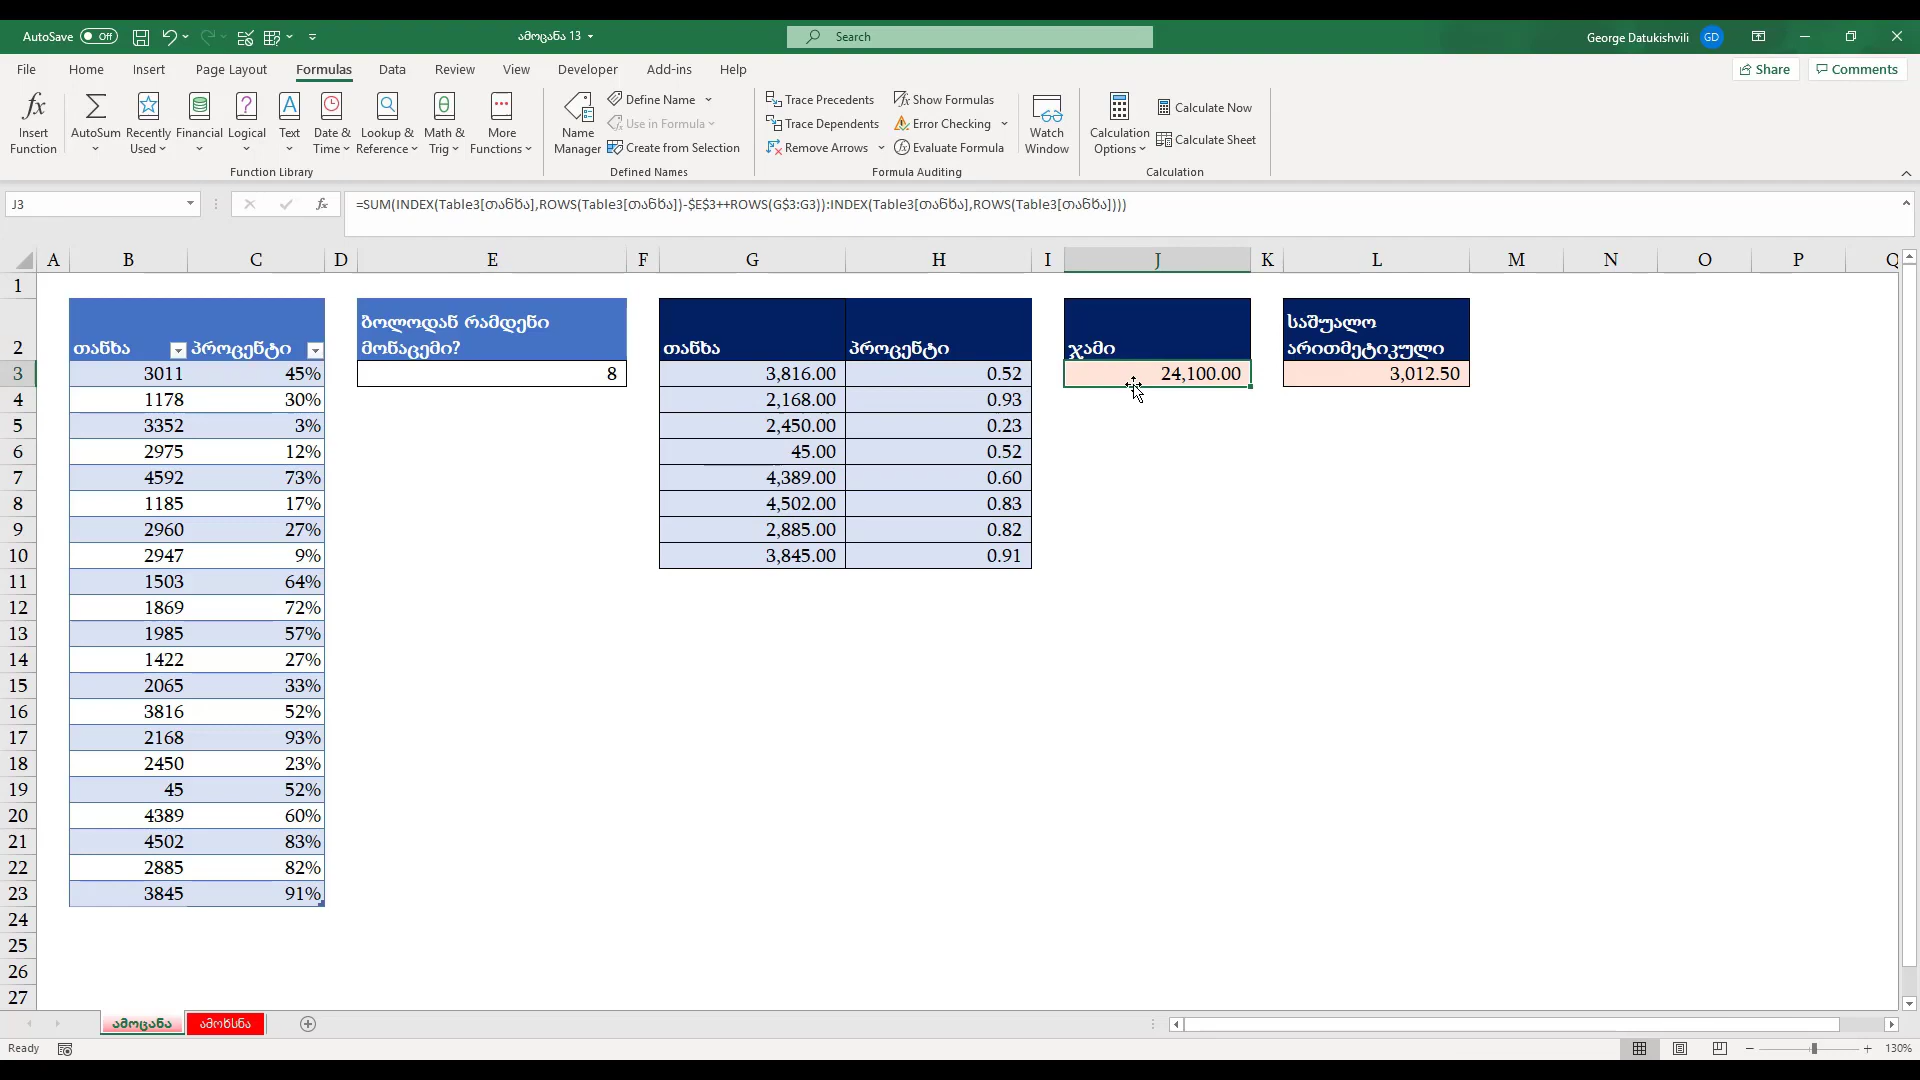 AutoSave Off ამოცანა 13 Search George Datukishvili GD
File Home Insert Page Layout Formulas Data Review View Developer Add-ins Help Share Comments
Insert Function AutoSum Recently Used Financial Logical Text Date & Time Lookup & Reference Math & Trig More Functions
Function Library
Name Manager Define Name Use in Formula Create from Selection
Defined Names
Trace Precedents Trace Dependents Remove Arrows Show Formulas Error Checking Evaluate Formula
Formula Auditing
Watch Window
Calculation Options Calculate Now Calculate Sheet
Calculation
J3 fx =SUM(INDEX(Table3[თანხა],ROWS(Table3[თანხა])-$E$3++ROWS(G$3:G3)):INDEX(Table3[თანხა],ROWS(Table3[თანხა])))
A B C D E F G H I J K L M N O P Q
1
2 თანხა პროცენტი ბოლოდან რამდენი მონაცემი? თანხა პროცენტი ჯამი საშუალო არითმეტიკული
3 3011 45% 8 3,816.00 0.52 24,100.00 3,012.50
4 1178 30% 2,168.00 0.93
5 3352 3% 2,450.00 0.23
6 2975 12% 45.00 0.52
7 4592 73% 4,389.00 0.60
8 1185 17% 4,502.00 0.83
9 2960 27% 2,885.00 0.82
10 2947 9% 3,845.00 0.91
11 1503 64%
12 1869 72%
13 1985 57%
14 1422 27%
15 2065 33%
16 3816 52%
17 2168 93%
18 2450 23%
19 45 52%
20 4389 60%
21 4502 83%
22 2885 82%
23 3845 91%
24
25
26
27
ამოცანა ამოხსნა
Ready 130%